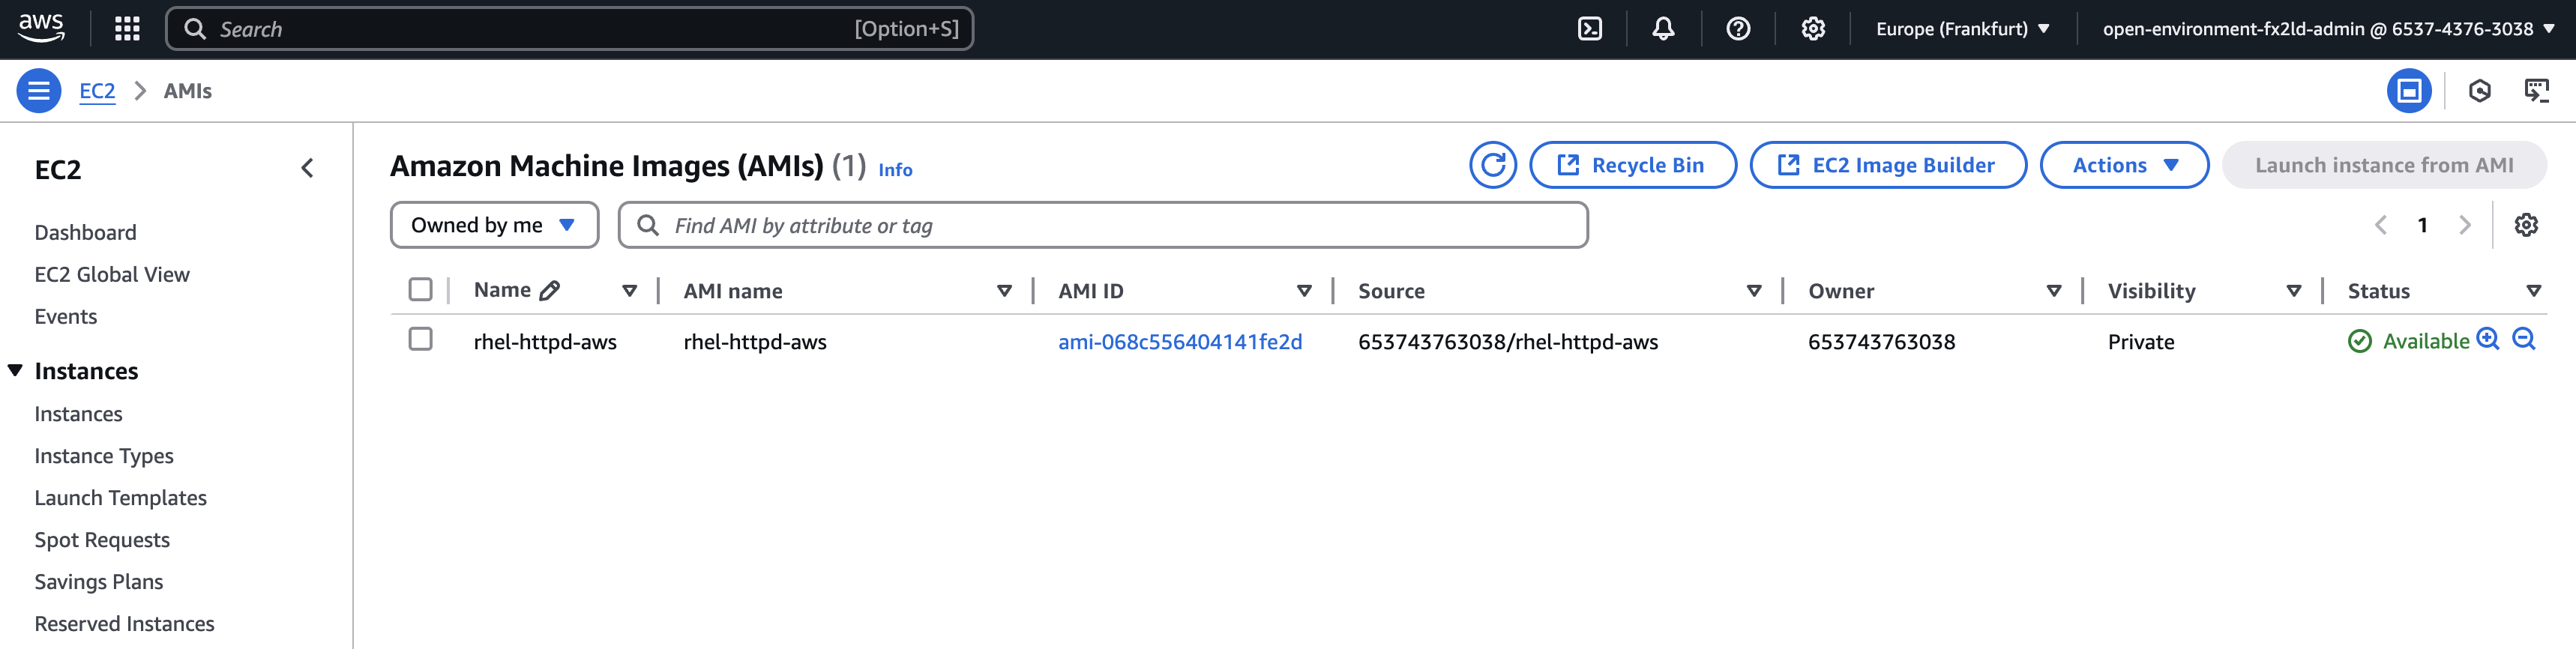 aws
Search [Option+S] Europe (Frankfurt) open-environment-fx2ld-admin @ 6537-4376-3038
EC2 AMIs
EC2
Dashboard
EC2 Global View
Events
Instances
Instances
Instance Types
Launch Templates
Spot Requests
Savings Plans
Reserved Instances
Amazon Machine Images (AMIs) (1) Info Recycle Bin EC2 Image Builder Actions Launch instance from AMI
Owned by me Find AMI by attribute or tag 1
Name AMI name AMI ID Source Owner Visibility Status
rhel-httpd-aws rhel-httpd-aws ami-068c556404141fe2d 653743763038/rhel-httpd-aws 653743763038 Private Available